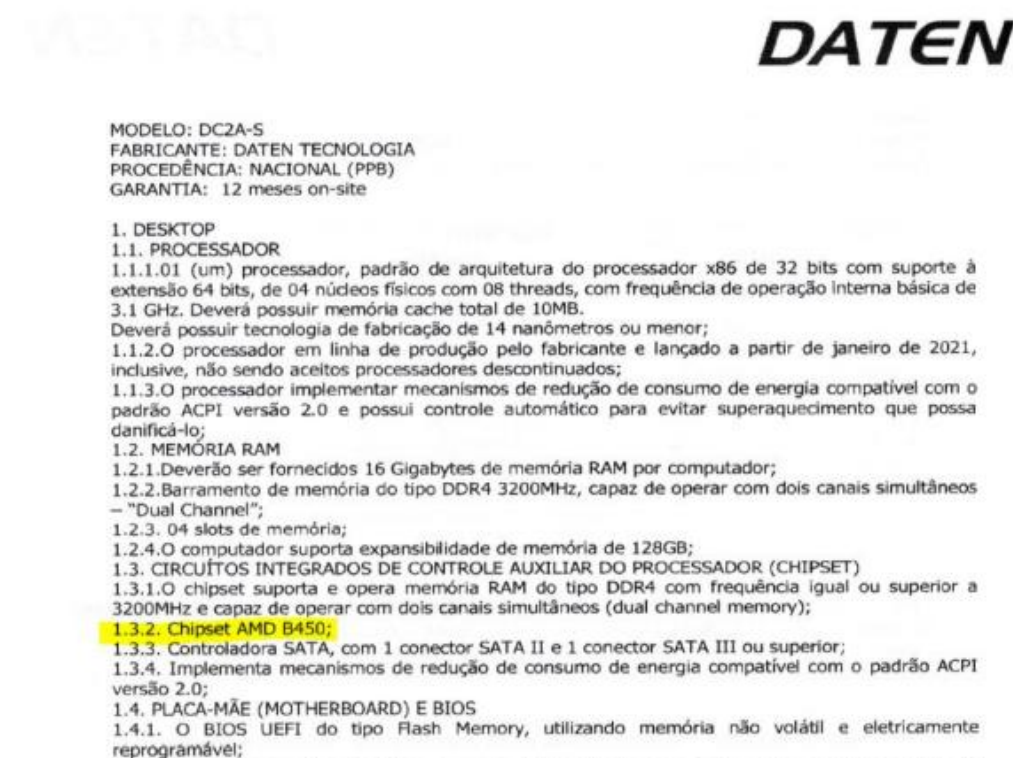 DATEN
MODELO: DC2A-S
FABRICANTE: DATEN TECNOLOGIA
PROCEDÊNCIA: NACIONAL (PPB)
GARANTIA: 12 meses on-site
1. DESKTOP
1.1. PROCESSADOR
1.1.1.01 (um) processador, padrão de arquitetura do processador x86 de 32 bits com suporte à
extensão 64 bits, de 04 núcleos físicos com 08 threads, com frequência de operação interna básica de
3.1 GHz. Deverá possuir memória cache total de 10MB.
Deverá possuir tecnologia de fabricação de 14 nanômetros ou menor;
1.1.2.O processador em linha de produção pelo fabricante e lançado a partir de janeiro de 2021,
inclusive, não sendo aceitos processadores descontinuados;
1.1.3.O processador implementar mecanismos de redução de consumo de energia compatível com o
padrão ACPI versão 2.0 e possui controle automático para evitar superaquecimento que possa
danificá-lo;
1.2. MEMÓRIA RAM
1.2.1.Deverão ser fornecidos 16 Gigabytes de memória RAM por computador;
1.2.2.Barramento de memória do tipo DDR4 3200MHz, capaz de operar com dois canais simultâneos
– "Dual Channel";
1.2.3. 04 slots de memória;
1.2.4.O computador suporta expansibilidade de memória de 128GB;
1.3. CIRCUÍTOS INTEGRADOS DE CONTROLE AUXILIAR DO PROCESSADOR (CHIPSET)
1.3.1.O chipset suporta e opera memória RAM do tipo DDR4 com frequência igual ou superior a
3200MHz e capaz de operar com dois canais simultâneos (dual channel memory);
1.3.2. Chipset AMD B450;
1.3.3. Controladora SATA, com 1 conector SATA II e 1 conector SATA III ou superior;
1.3.4. Implementa mecanismos de redução de consumo de energia compatível com o padrão ACPI
versão 2.0;
1.4. PLACA-MÃE (MOTHERBOARD) E BIOS
1.4.1. O BIOS UEFI do tipo Flash Memory, utilizando memória não volátil e eletricamente
reprogramável;